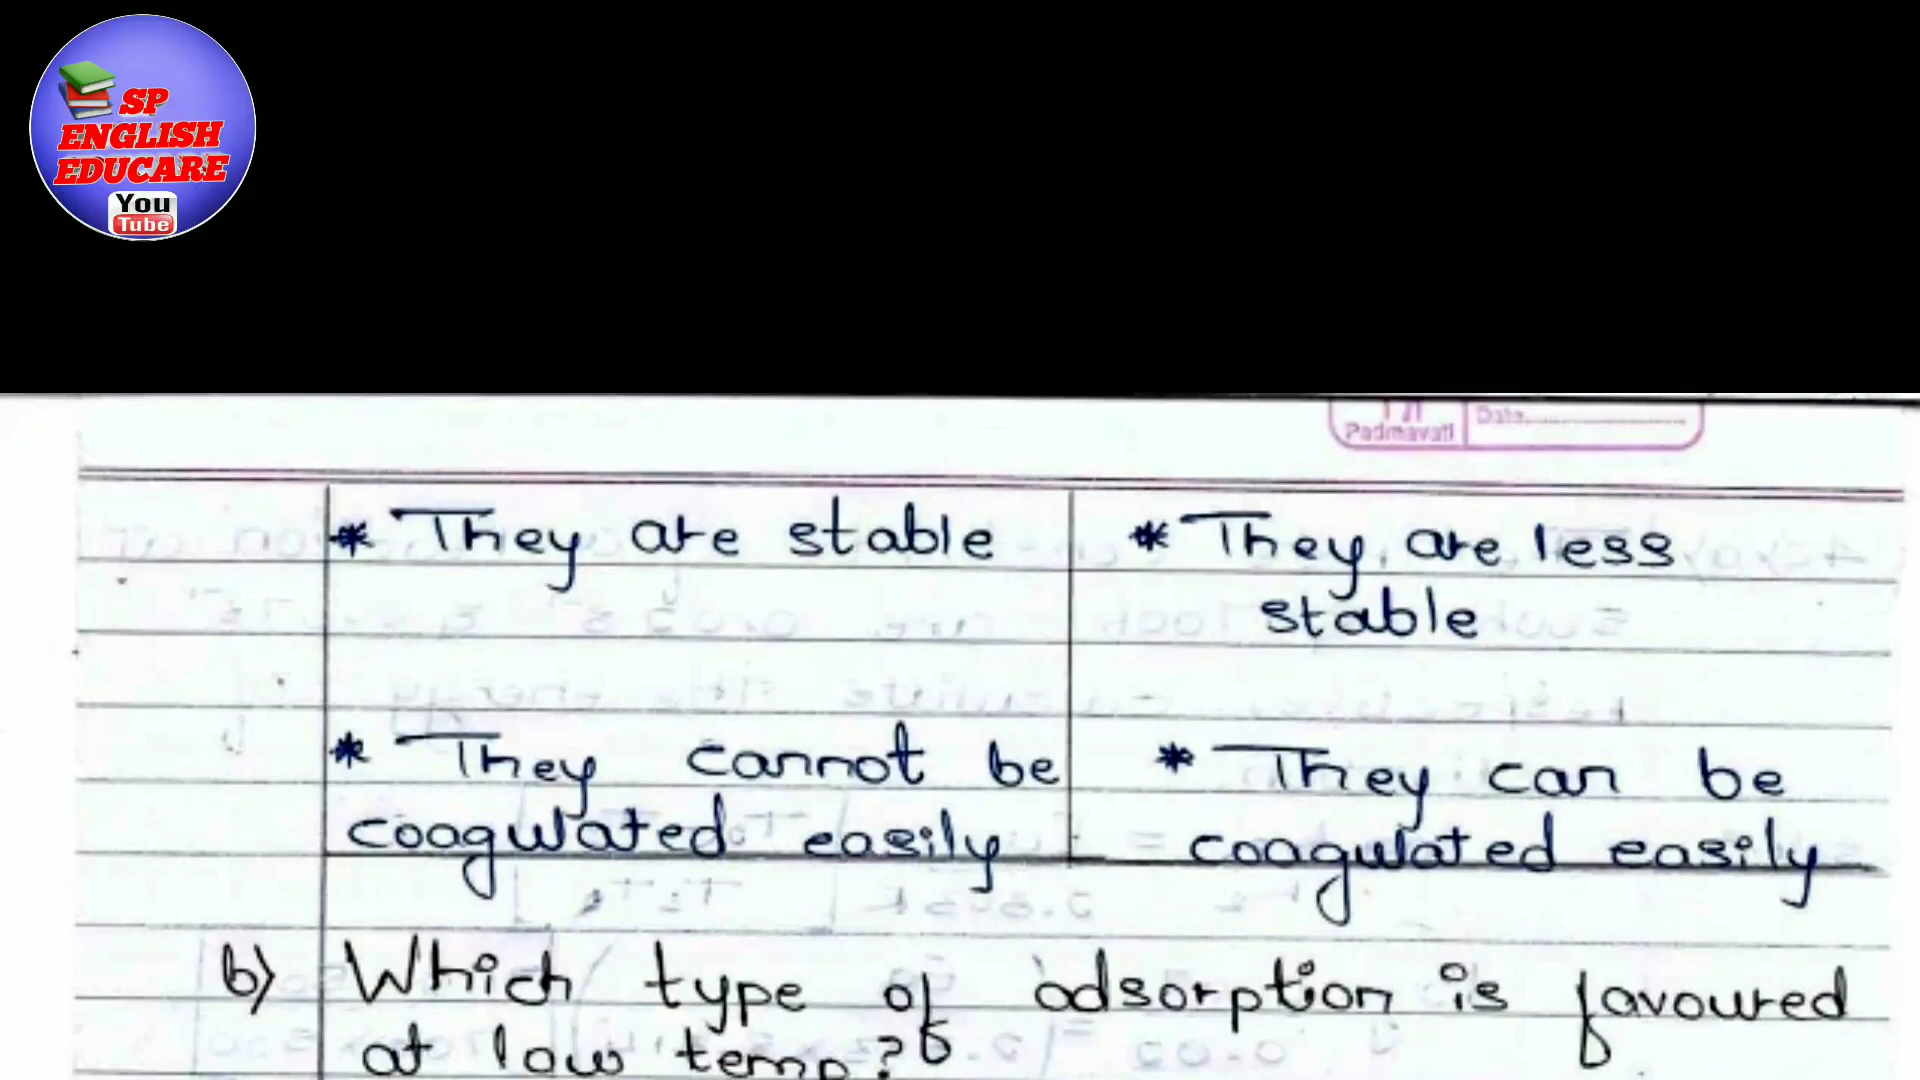 SP
ENGLISH
EDUCARE
You
Tube
Padmavati
Date
* They are stable
* They are less
stable
* They cannot be
coagulated easily
* They can be
coagulated easily
b) Which type of adsorption is favoured
at low temp?